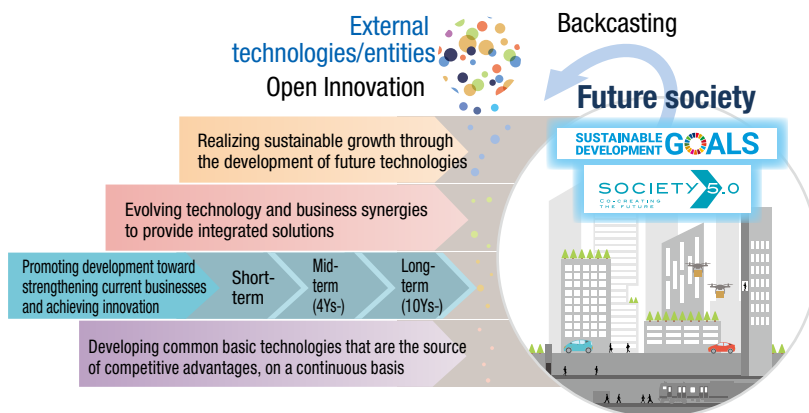 External
technologies/entities
Open Innovation
Backcasting
Future society
SUSTAINABLE
DEVELOPMENT
GOALS
SOCIETY 5.0
CO-CREATING
THE FUTURE
Realizing sustainable growth through
the development of future technologies
Evolving technology and business synergies
to provide integrated solutions
Promoting development toward
strengthening current businesses
and achieving innovation
Short-
term
Mid-
term
(4Ys-)
Long-
term
(10Ys-)
Developing common basic technologies that are the source
of competitive advantages, on a continuous basis